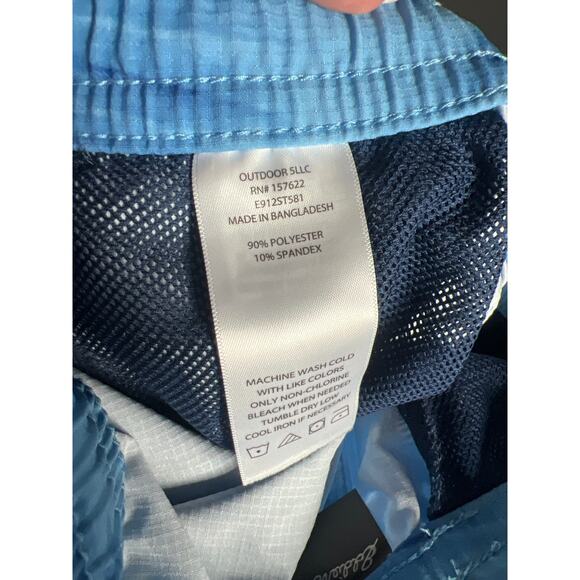 OUTDOOR 5LLC
RN# 157622
E912ST581
MADE IN BANGLADESH
90% POLYESTER
10% SPANDEX
MACHINE WASH COLD
WITH LIKE COLORS
ONLY NON-CHLORINE
BLEACH WHEN NEEDED
TUMBLE DRY LOW
COOL IRON IF NECESSARY